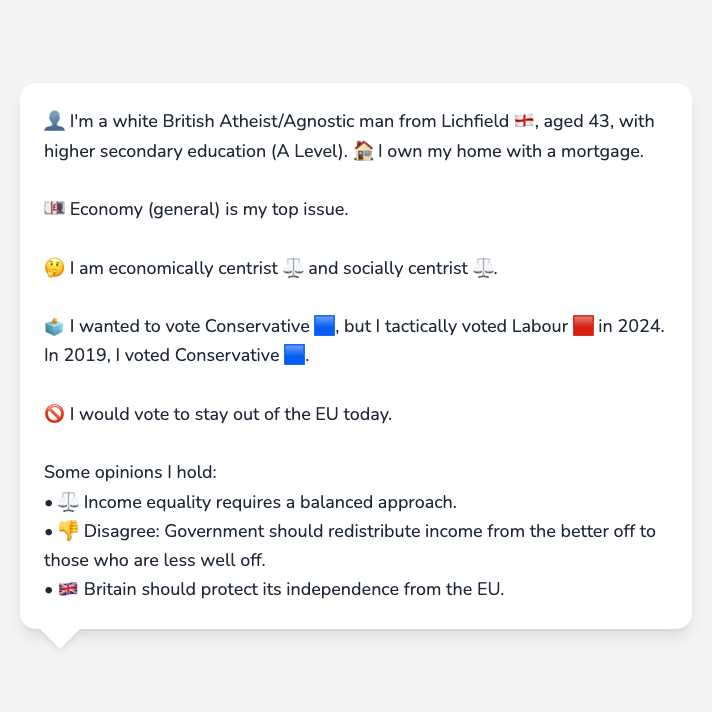 👤 I'm a white British Atheist/Agnostic man from Lichfield 🏴󠁧󠁢󠁥󠁮󠁧󠁿, aged 43, with
higher secondary education (A Level). 🏠 I own my home with a mortgage.
💷 Economy (general) is my top issue.
🤔 I am economically centrist ⚖️ and socially centrist ⚖️.
🗳️ I wanted to vote Conservative 🟦, but I tactically voted Labour 🟥 in 2024.
In 2019, I voted Conservative 🟦.
🚫 I would vote to stay out of the EU today.
Some opinions I hold:
• ⚖️ Income equality requires a balanced approach.
• 👎 Disagree: Government should redistribute income from the better off to
those who are less well off.
• 🇬🇧 Britain should protect its independence from the EU.